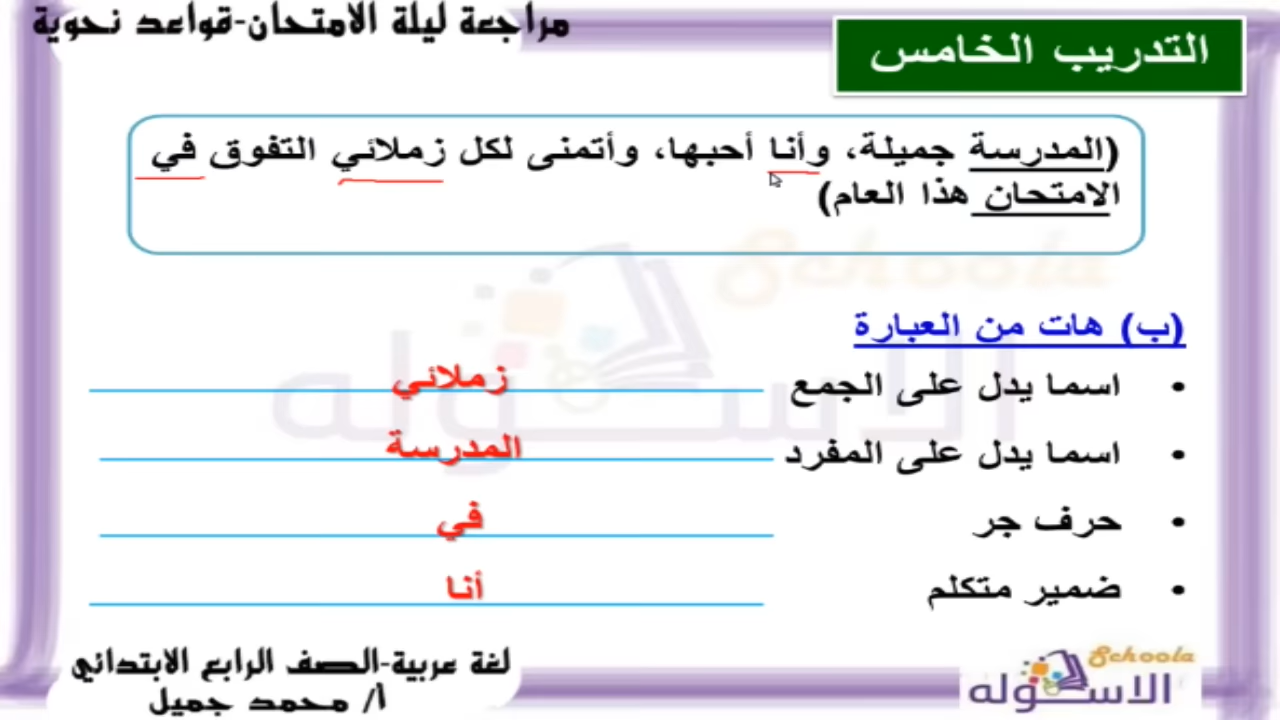 مراجعة ليلة الامتحان-قواعد نحوية
التدريب الخامس
(المدرسة جميلة، وأنا أحبها، وأتمنى لكل زملائي التفوق في
الامتحان هذا العام)
(ب) هات من العبارة
• اسما يدل على الجمع زملائي
• اسما يدل على المفرد المدرسة
• حرف جر في
• ضمير متكلم أنا
لغة عربية-الصف الرابع الابتدائي
أ/ محمد جميل
Schoola
الاسكوله